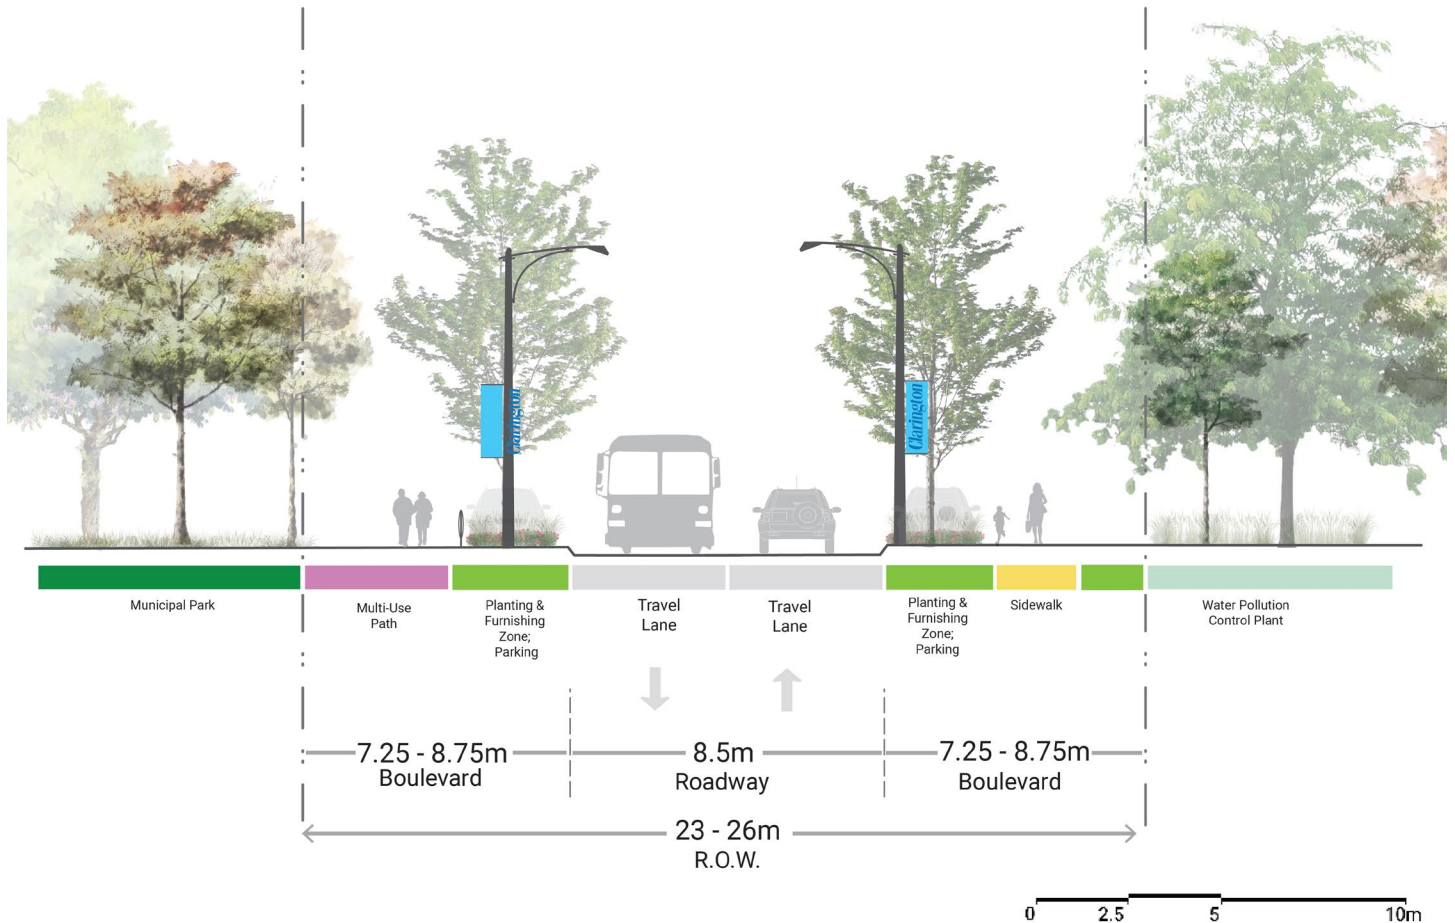 Clarington
Clarington
Municipal Park
Multi-Use
Path
Planting &
Furnishing
Zone;
Parking
Travel
Lane
Travel
Lane
Planting &
Furnishing
Zone;
Parking
Sidewalk
Water Pollution
Control Plant
7.25 - 8.75m
Boulevard
8.5m
Roadway
7.25 - 8.75m
Boulevard
23 - 26m
R.O.W.
0 2.5 5 10m